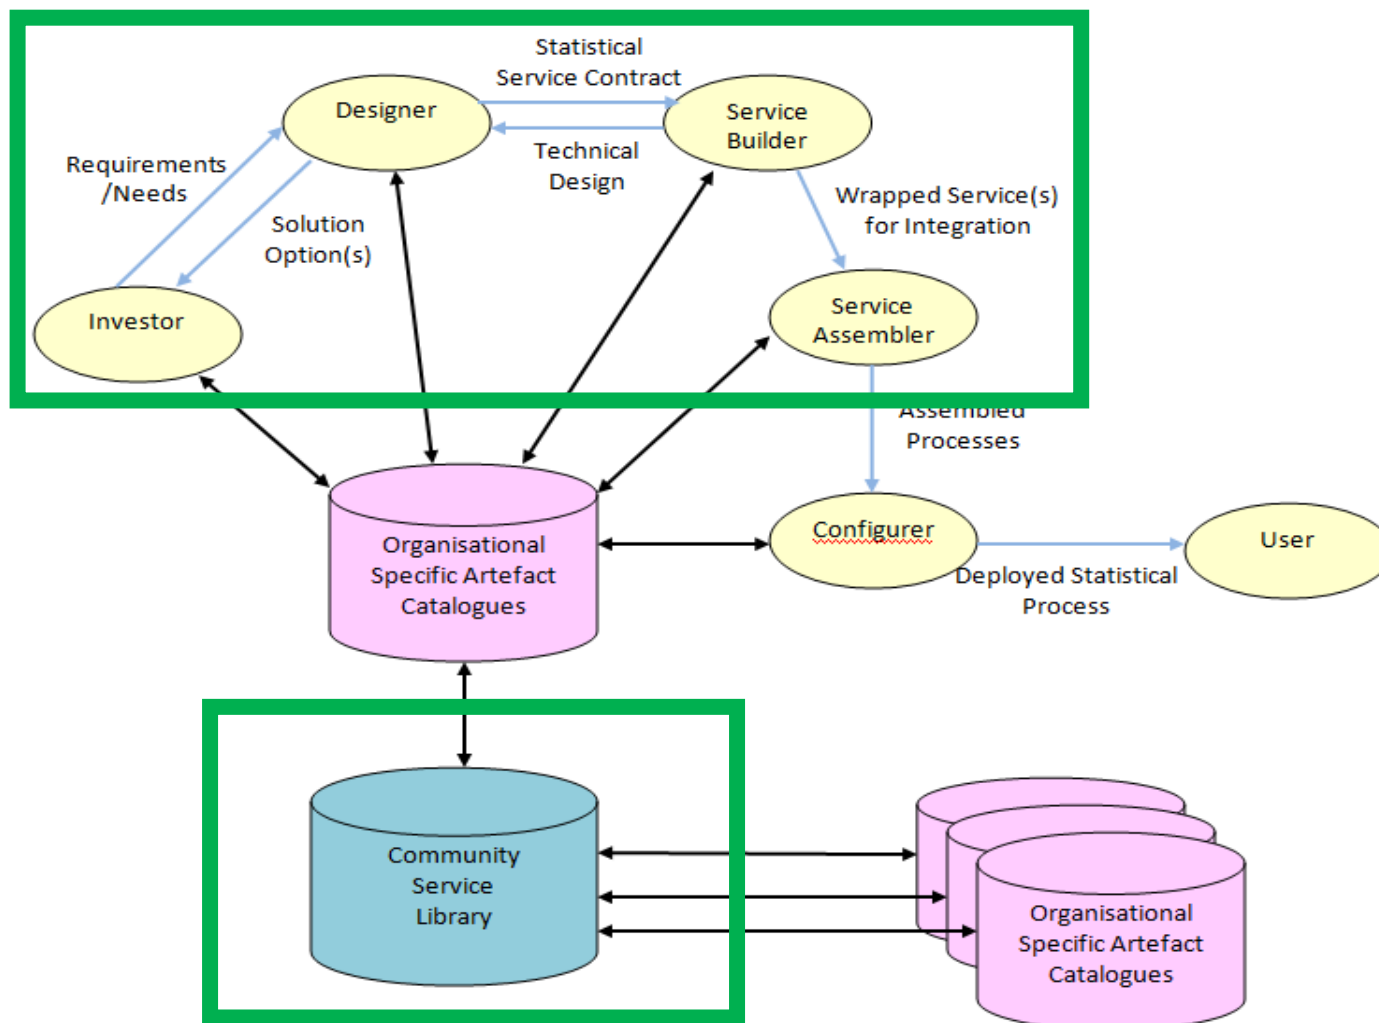 Statistical
Service Contract
Designer
Service
Builder
Requirements
/Needs
Technical
Design
Solution
Option(s)
Wrapped Service(s)
for Integration
Investor
Service
Assembler
Assembled
Processes
Organisational
Specific Artefact
Catalogues
Configurer
User
Deployed Statistical
Process
Community
Service
Library
Organisational
Specific Artefact
Catalogues